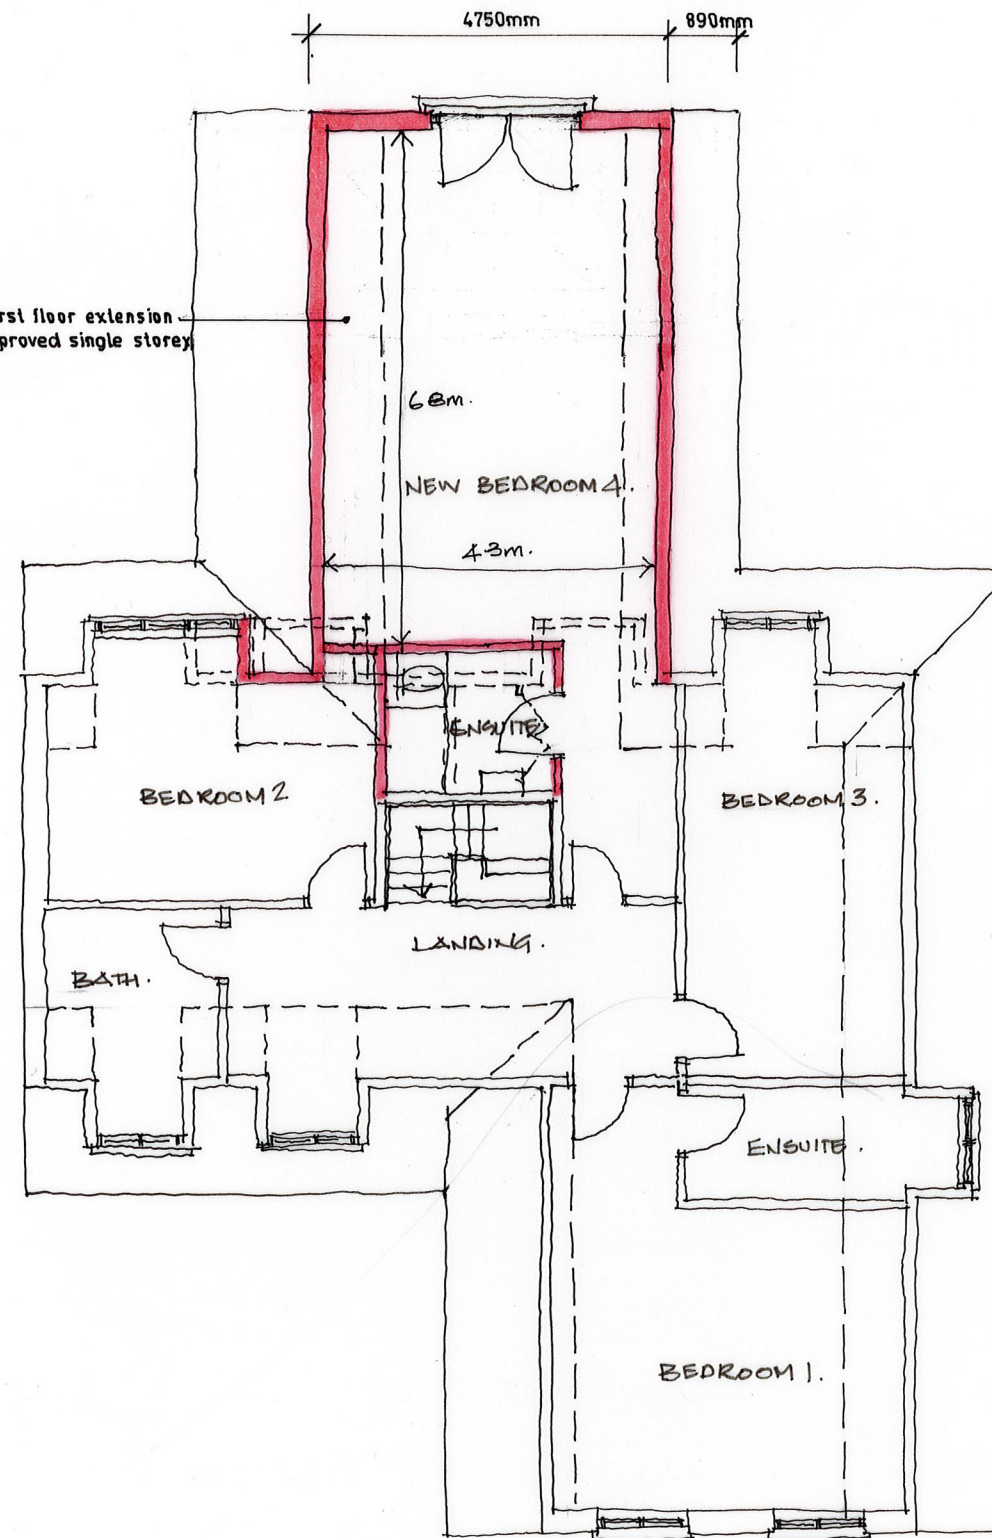 4750mm
890mm
rst floor extension
proved single storey
6.8m.
NEW BEDROOM 4.
4.3m.
ENSUITE
BEDROOM 2
BEDROOM 3.
LANDING.
BATH.
ENSUITE.
BEDROOM 1.